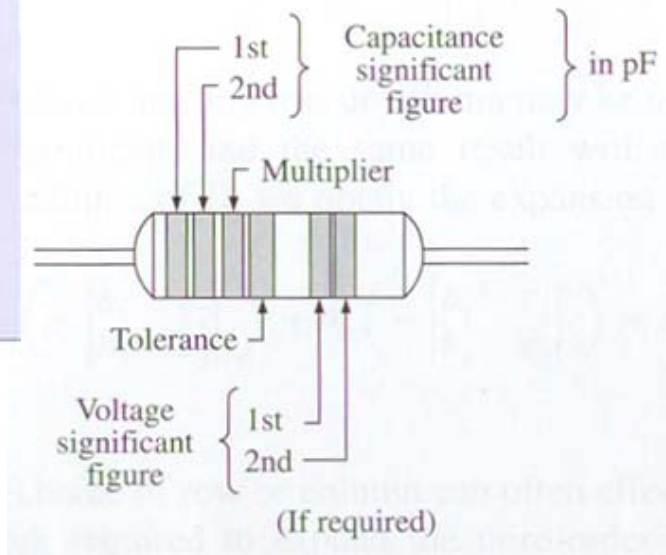 1st
2nd
Capacitance
significant
figure
in pF
Multiplier
Tolerance
Voltage
significant
figure
1st
2nd
(If required)